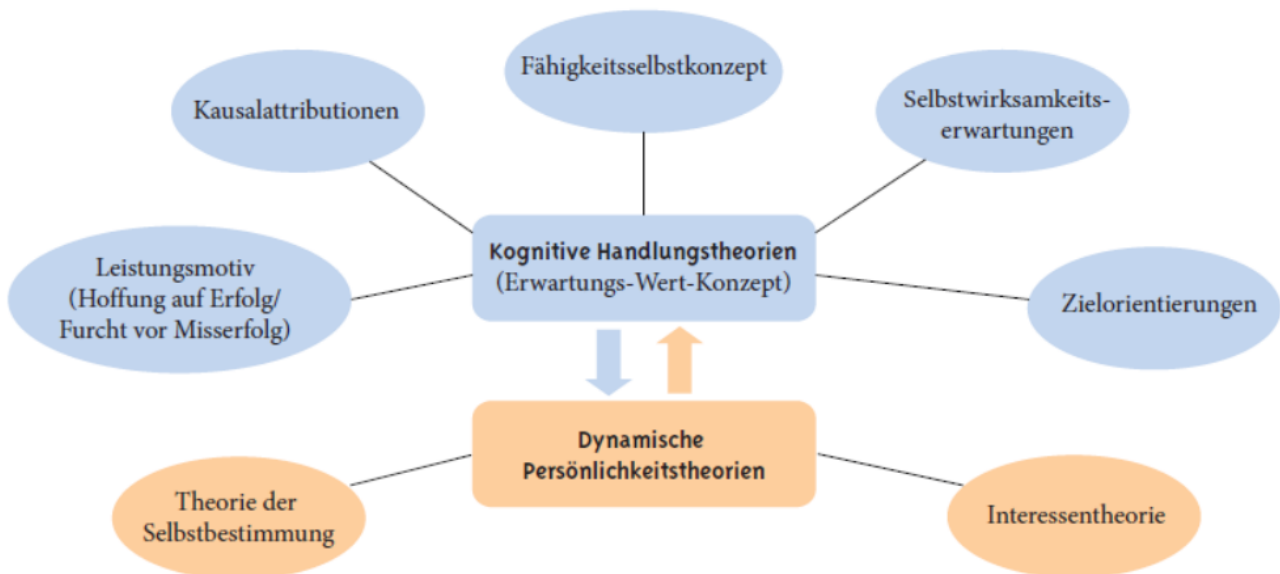 Fähigkeitsselbstkonzept
Kausalattributionen
Selbstwirksamkeits-
erwartungen
Kognitive Handlungstheorien
(Erwartungs-Wert-Konzept)
Leistungsmotiv
(Hoffnung auf Erfolg/
Furcht vor Misserfolg)
Zielorientierungen
Dynamische
Persönlichkeitstheorien
Theorie der
Selbstbestimmung
Interessentheorie